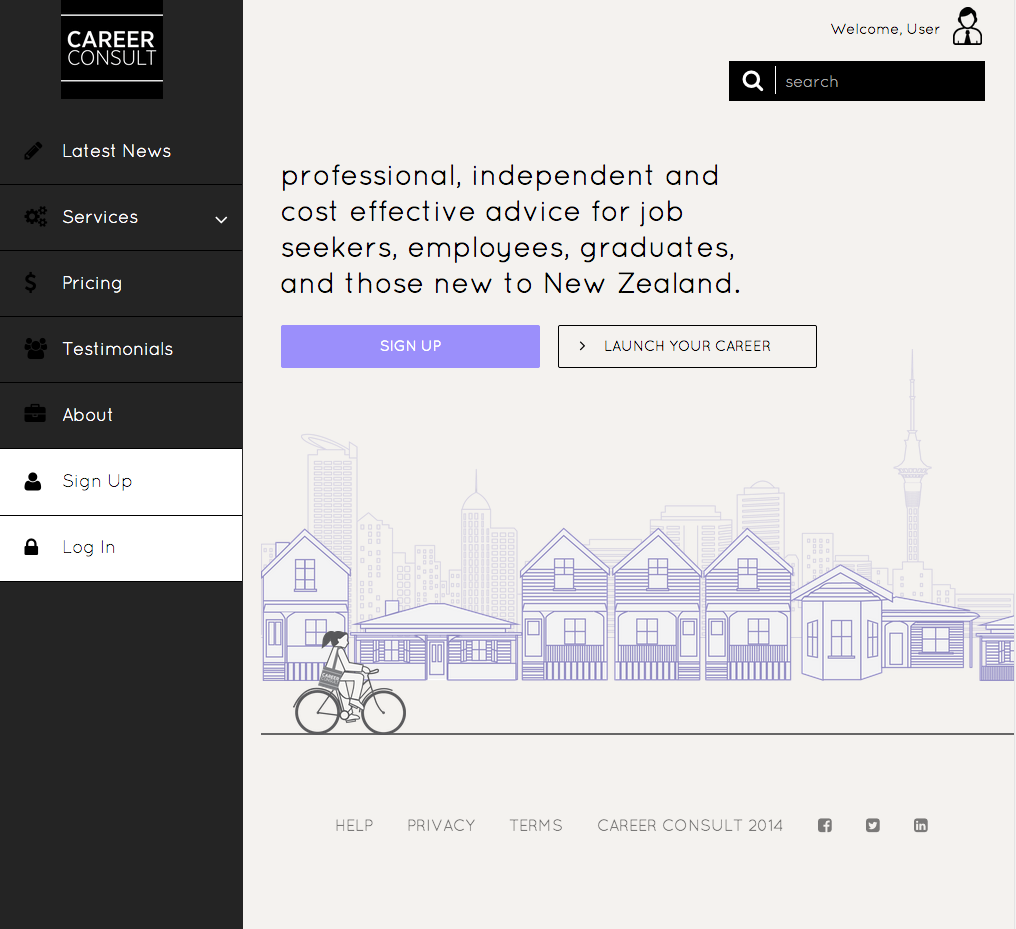 CAREER
CONSULT
Welcome, User
search
Latest News
Services
Pricing
Testimonials
About
Sign Up
Log In
professional, independent and
cost effective advice for job
seekers, employees, graduates,
and those new to New Zealand.
SIGN UP
LAUNCH YOUR CAREER
CAREER
CONSULT
HELP PRIVACY TERMS CAREER CONSULT 2014